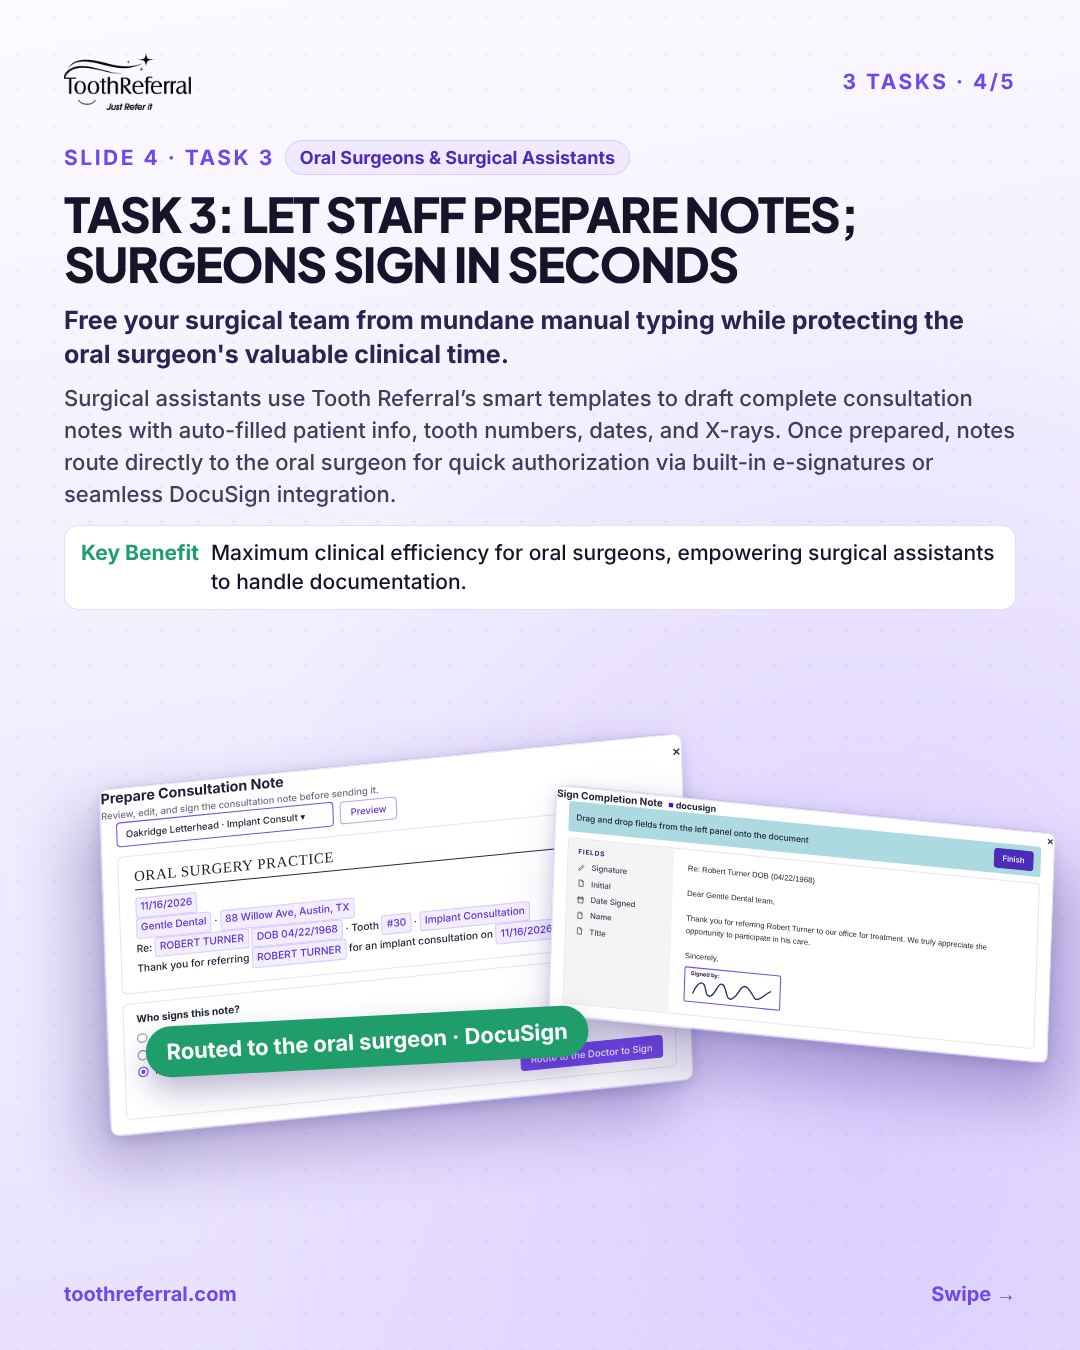 ToothReferral
Just Refer it
3 TASKS · 4/5
SLIDE 4 · TASK 3
Oral Surgeons & Surgical Assistants
TASK 3: LET STAFF PREPARE NOTES;
SURGEONS SIGN IN SECONDS
Free your surgical team from mundane manual typing while protecting the
oral surgeon's valuable clinical time.
Surgical assistants use Tooth Referral’s smart templates to draft complete consultation
notes with auto-filled patient info, tooth numbers, dates, and X-rays. Once prepared, notes
route directly to the oral surgeon for quick authorization via built-in e-signatures or
seamless DocuSign integration.
Key Benefit Maximum clinical efficiency for oral surgeons, empowering surgical assistants
to handle documentation.
Prepare Consultation Note ×
Review, edit, and sign the consultation note before sending it.
Oakridge Letterhead · Implant Consult ▾ Preview
ORAL SURGERY PRACTICE
11/16/2026
Gentle Dental · 88 Willow Ave, Austin, TX
Re: ROBERT TURNER DOB 04/22/1968 · Tooth #30 · Implant Consultation
Thank you for referring ROBERT TURNER for an implant consultation on 11/16/2026
Who signs this note?
Routed to the oral surgeon · DocuSign
Route to the Doctor to Sign
Sign Completion Note docusign ×
Drag and drop fields from the left panel onto the document
Finish
FIELDS
Signature
Initial
Date Signed
Name
Title
Re: Robert Turner DOB (04/22/1968)
Dear Gentle Dental team,
Thank you for referring Robert Turner to our office for treatment. We truly appreciate the
opportunity to participate in his care.
Sincerely,
Signed by:
toothreferral.com
Swipe →